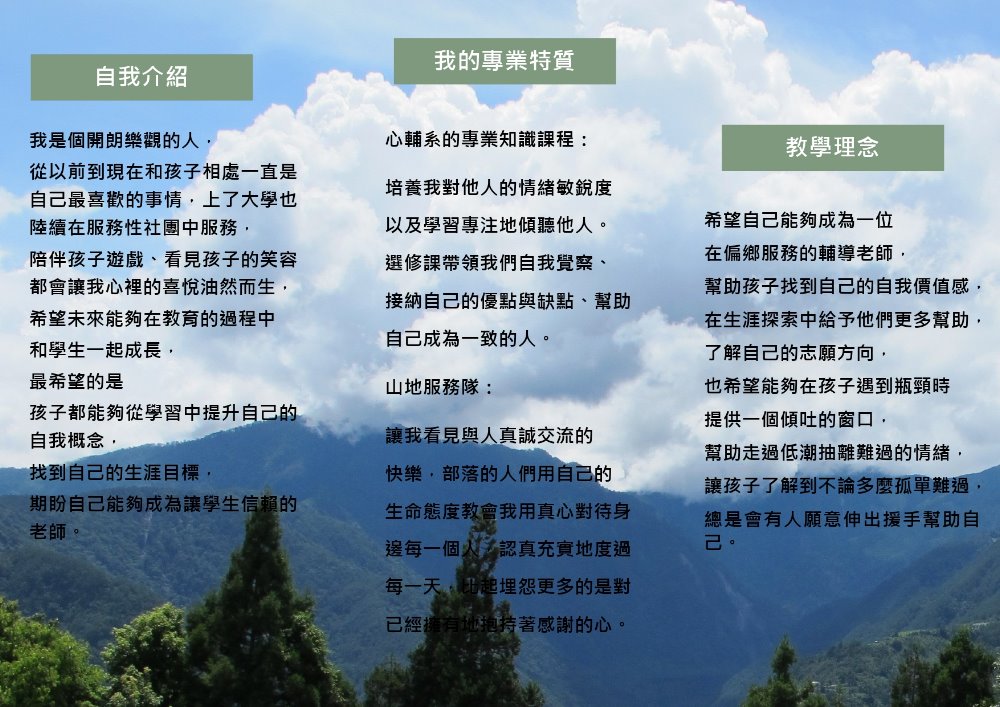 自我介紹
我是個開朗樂觀的人，
從以前到現在和孩子相處一直是
自己最喜歡的事情，上了大學也
陸續在服務性社團中服務，
陪伴孩子遊戲、看見孩子的笑容
都會讓我心裡的喜悅油然而生，
希望未來能夠在教育的過程中
和學生一起成長，
最希望的是
孩子都能夠從學習中提升自己的
自我概念，
找到自己的生涯目標，
期盼自己能夠成為讓學生信賴的
老師。
我的專業特質
心輔系的專業知識課程：
培養我對他人的情緒敏銳度
以及學習專注地傾聽他人。
選修課帶領我們自我覺察、
接納自己的優點與缺點、幫助
自己成為一致的人。
山地服務隊：
讓我看見與人真誠交流的
快樂，部落的人們用自己的
生命態度教會我用真心對待身
邊每一個人，認真充實地度過
每一天，比起埋怨更多的是對
已經擁有地抱持著感謝的心。
教學理念
希望自己能夠成為一位
在偏鄉服務的輔導老師，
幫助孩子找到自己的自我價值感，
在生涯探索中給予他們更多幫助，
了解自己的志願方向，
也希望能夠在孩子遇到瓶頸時
提供一個傾吐的窗口，
幫助走過低潮抽離難過的情緒，
讓孩子了解到不論多麼孤單難過，
總是會有人願意伸出援手幫助自
己。